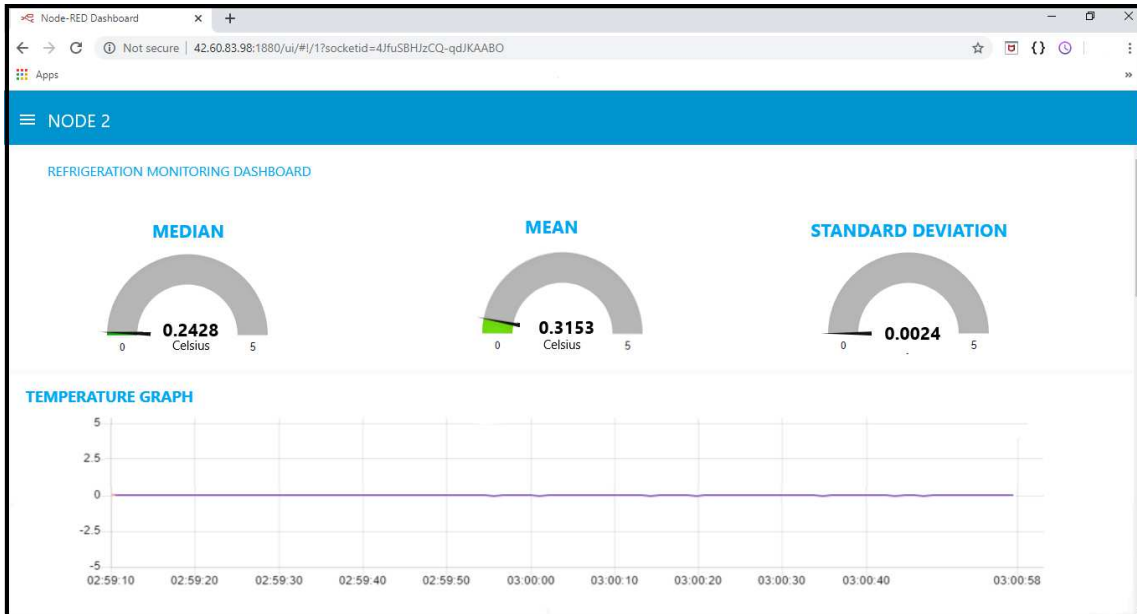 Node-RED Dashboard
Not secure | 42.60.83.98:1880/ui/#!/1?socketid=4JfuSBHJzCQ-qdJKAABO
Apps
NODE 2
REFRIGERATION MONITORING DASHBOARD
MEDIAN MEAN STANDARD DEVIATION
0.2428 0.3153 0.0024
Celsius Celsius
0 5 0 5 0 5
TEMPERATURE GRAPH
5
2.5
0
-2.5
-5
02:59:10 02:59:20 02:59:30 02:59:40 02:59:50 03:00:00 03:00:10 03:00:20 03:00:30 03:00:40 03:00:58